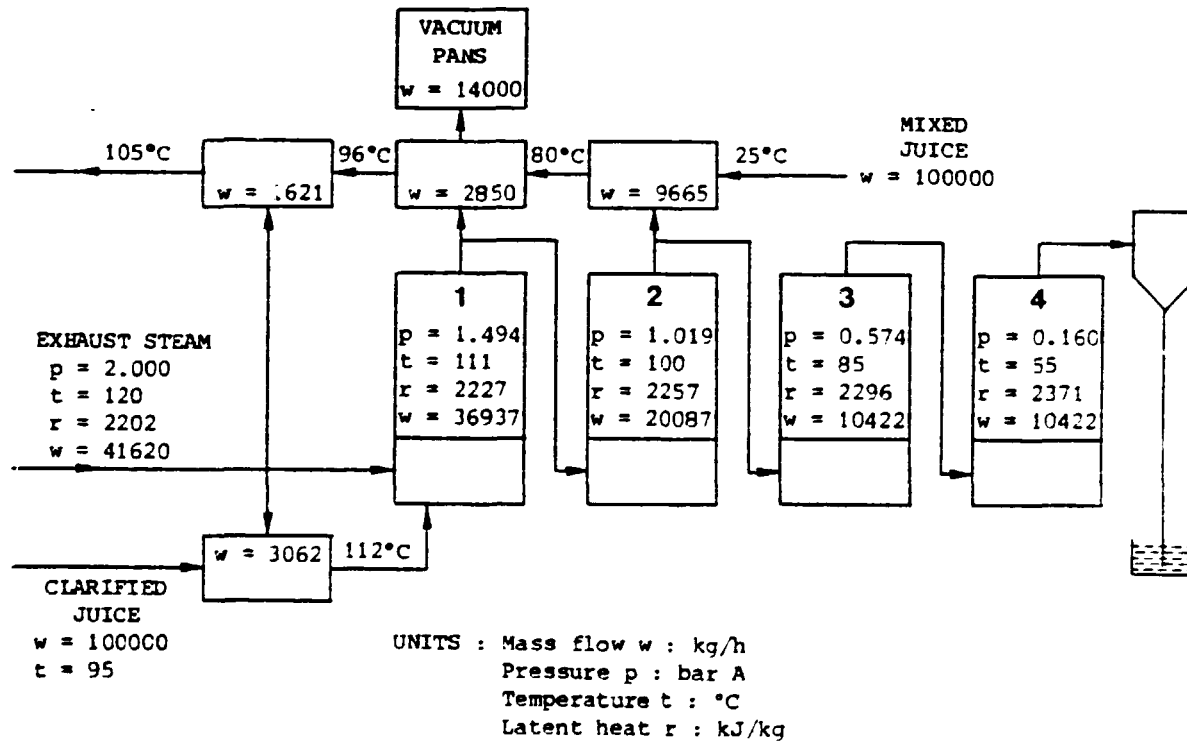 VACUUM
PANS
w = 14000
105°C
96°C
80°C
25°C
MIXED
JUICE
w = 100000
w = 1621
w = 2850
w = 9665
EXHAUST STEAM
p = 2.000
t = 120
r = 2202
w = 41620
1
p = 1.494
t = 111
r = 2227
w = 36937
2
p = 1.019
t = 100
r = 2257
w = 20087
3
p = 0.574
t = 85
r = 2296
w = 10422
4
p = 0.160
t = 55
r = 2371
w = 10422
w = 3062
112°C
CLARIFIED
JUICE
w = 100000
t = 95
UNITS : Mass flow w : kg/h
Pressure p : bar A
Temperature t : °C
Latent heat r : kJ/kg